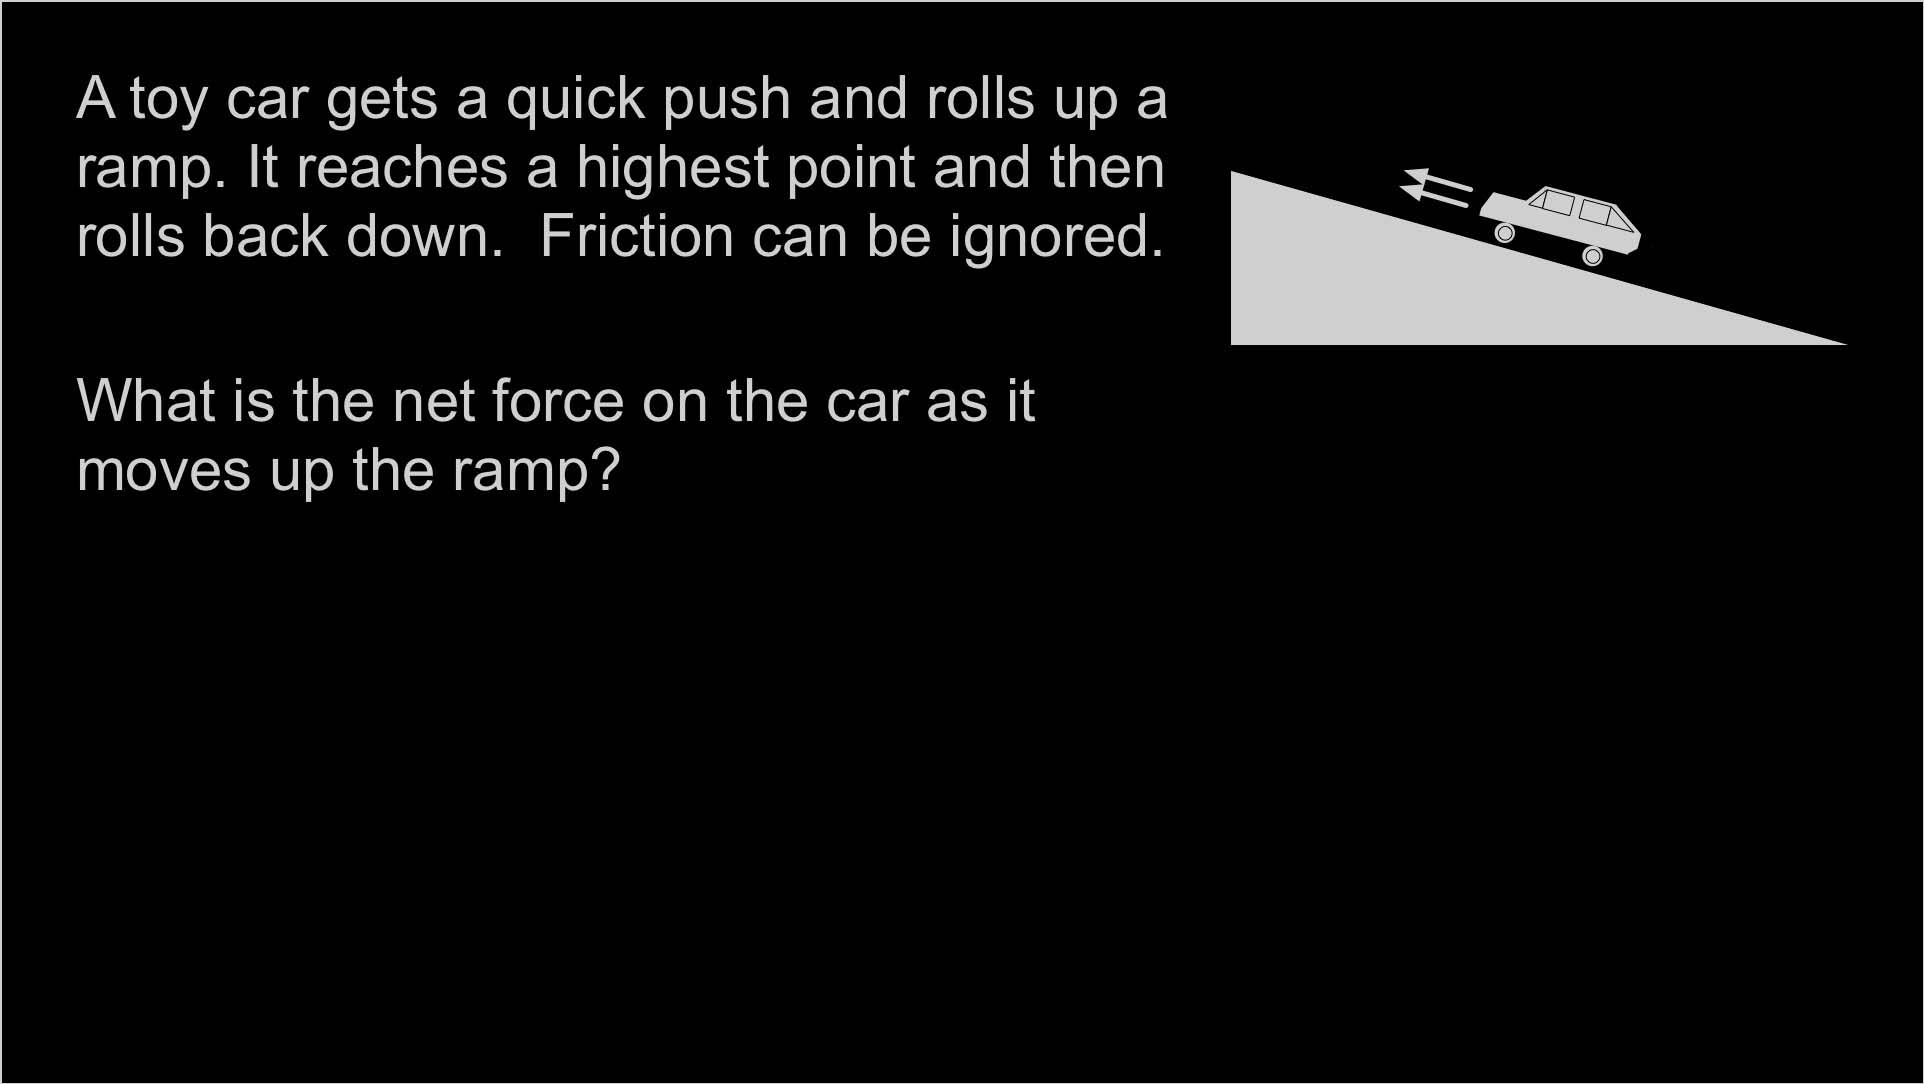 A toy car gets a quick push and rolls up a
ramp. It reaches a highest point and then
rolls back down.  Friction can be ignored.
What is the net force on the car as it
moves up the ramp?